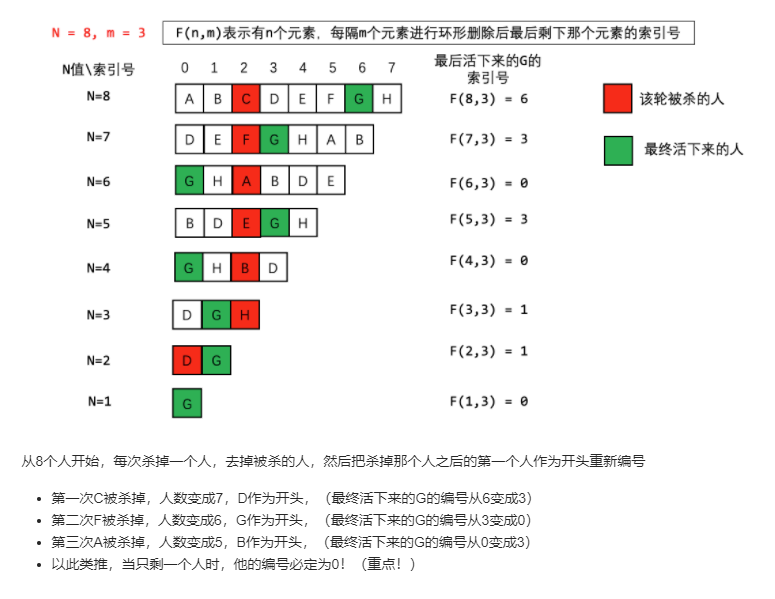 N = 8, m = 3
F(n,m)表示有n个元素，每隔m个元素进行环形删除后最后剩下那个元素的索引号
N值\索引号 0 1 2 3 4 5 6 7 最后活下来的G的索引号
N=8 A B C D E F G H F(8,3) = 6 该轮被杀的人
N=7 D E F G H A B F(7,3) = 3 最终活下来的人
N=6 G H A B D E F(6,3) = 0
N=5 B D E G H F(5,3) = 3
N=4 G H B D F(4,3) = 0
N=3 D G H F(3,3) = 1
N=2 D G F(2,3) = 1
N=1 G F(1,3) = 0
从8个人开始，每次杀掉一个人，去掉被杀的人，然后把杀掉那个人之后的第一个人作为开头重新编号
• 第一次C被杀掉，人数变成7，D作为开头，（最终活下来的G的编号从6变成3）
• 第二次F被杀掉，人数变成6，G作为开头，（最终活下来的G的编号从3变成0）
• 第三次A被杀掉，人数变成5，B作为开头，（最终活下来的G的编号从0变成3）
• 以此类推，当只剩一个人时，他的编号必定为0！（重点！）